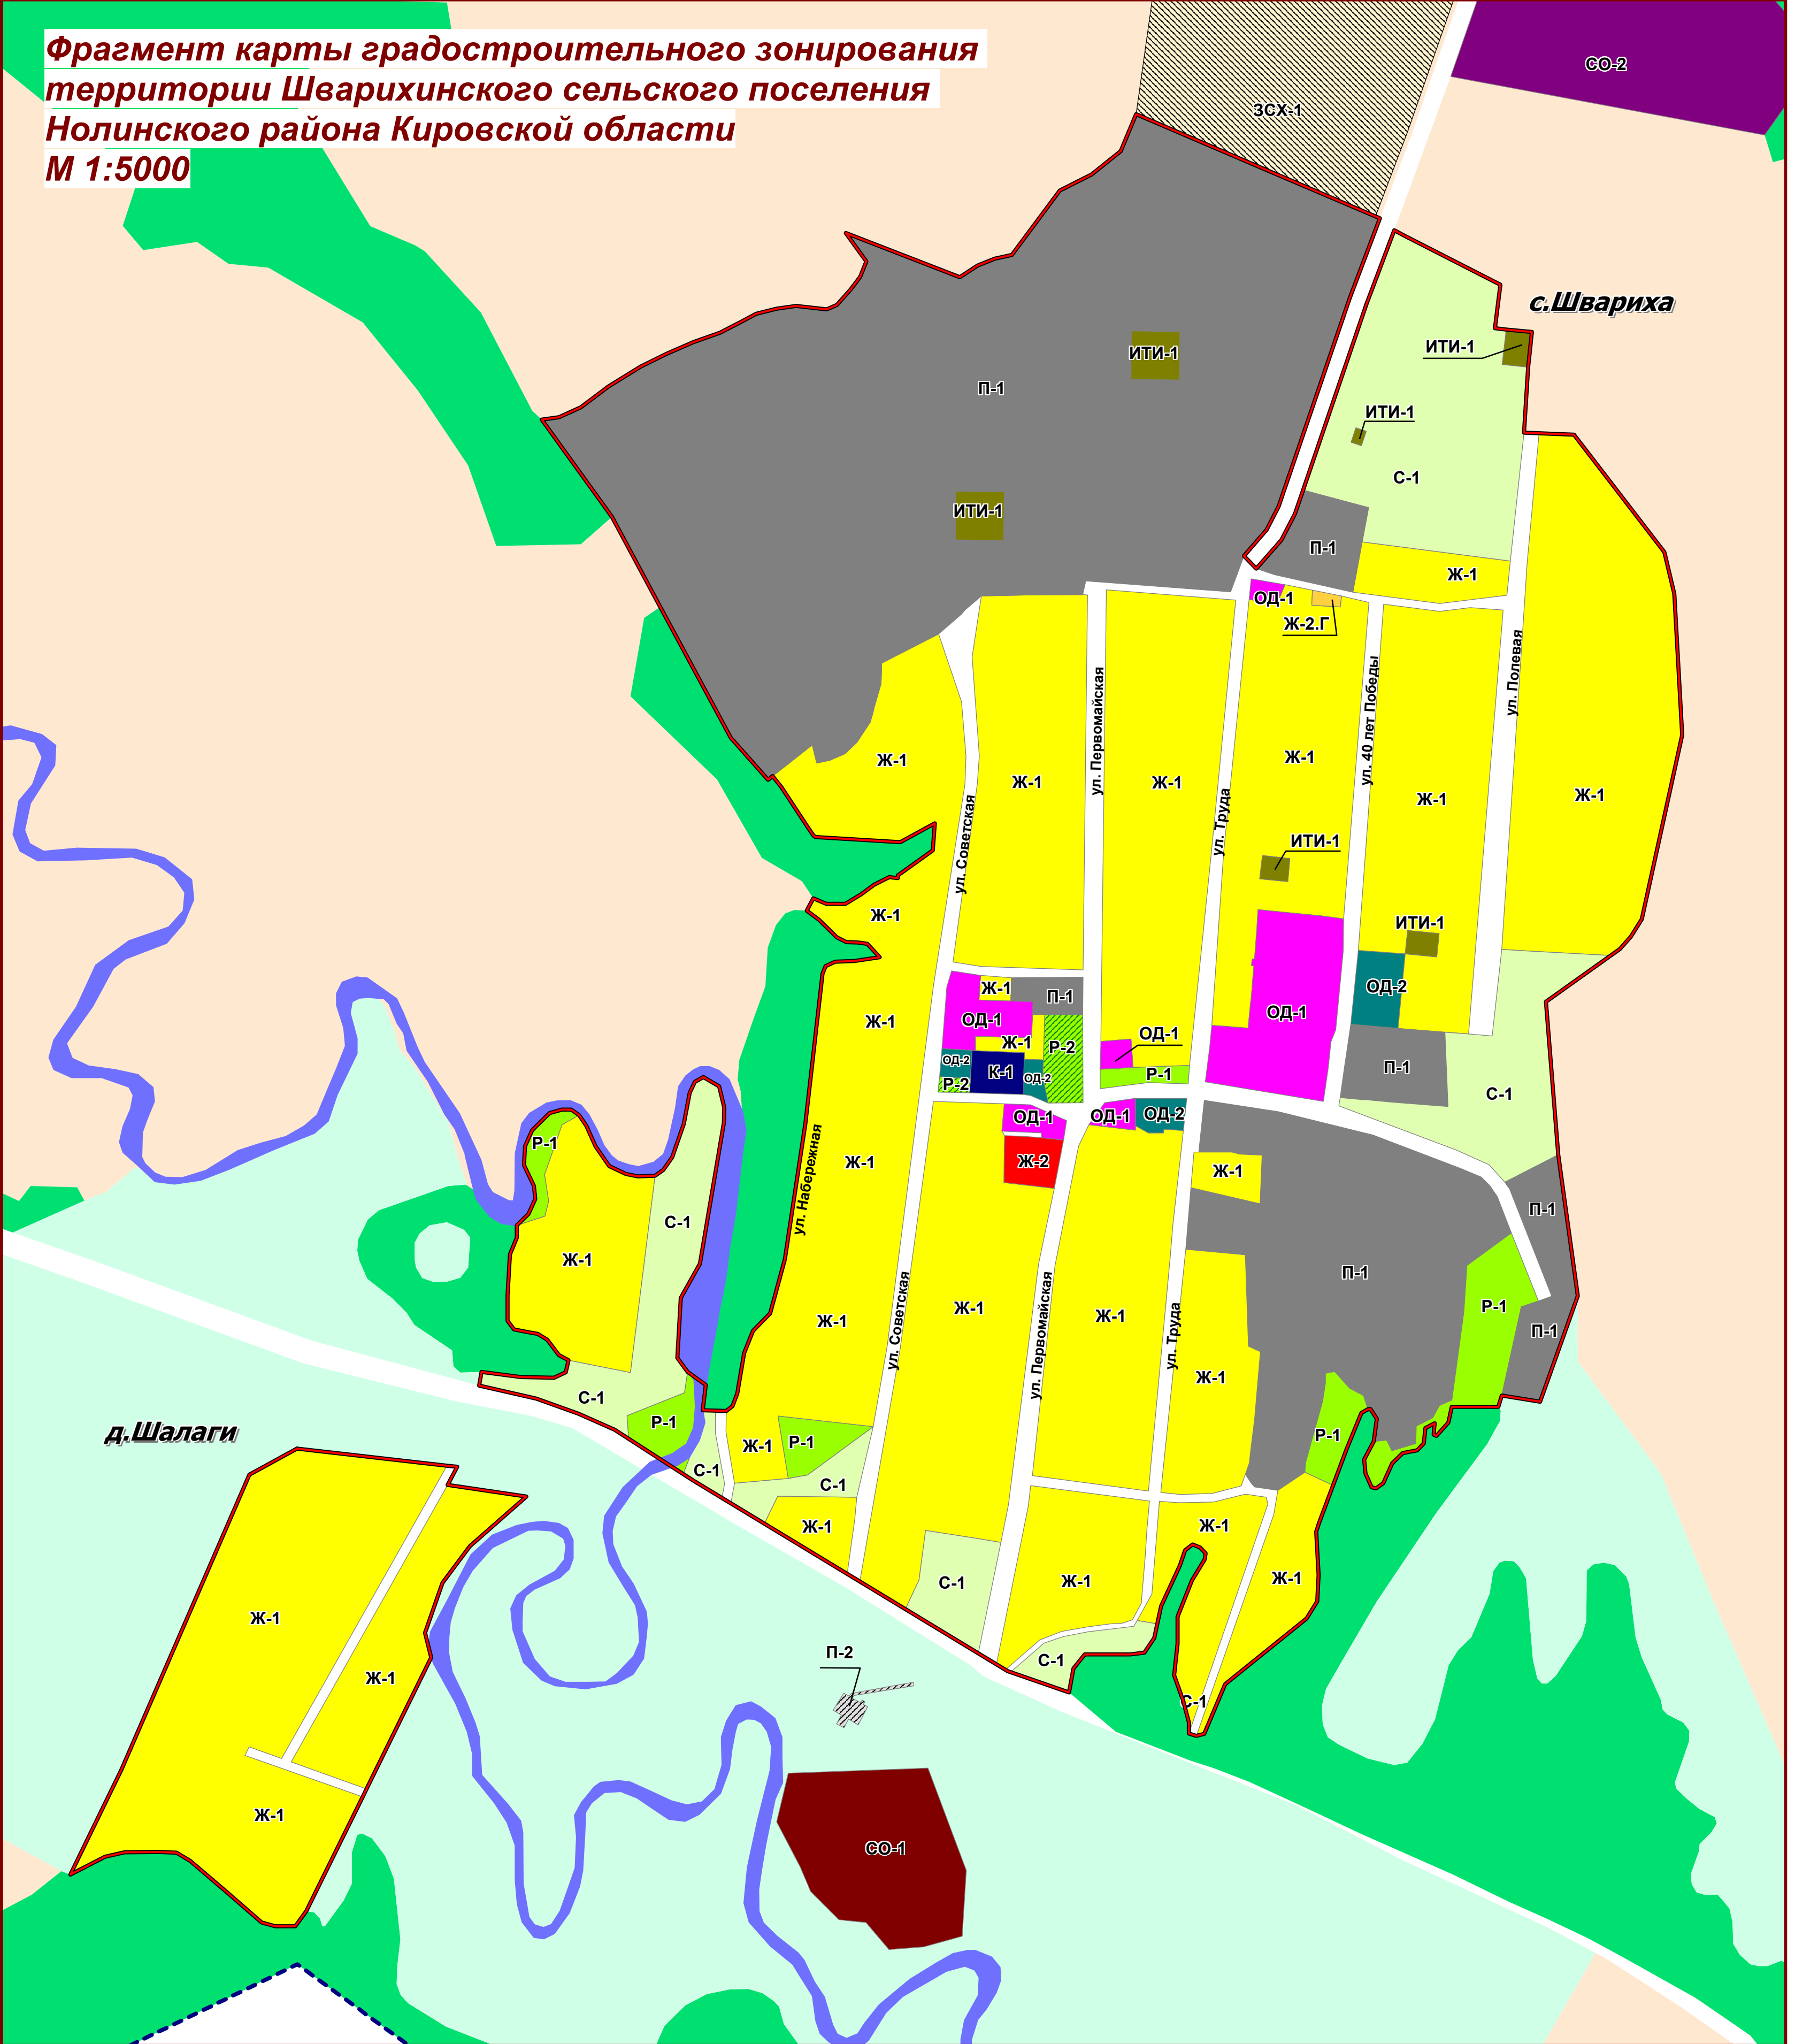 Фрагмент карты градостроительного зонирования
территории Шварихинского сельского поселения
Нолинского района Кировской области
М 1:5000
СО-2
ЗСХ-1
с.Швариха
ИТИ-1
ИТИ-1
П-1
ИТИ-1
С-1
ИТИ-1
П-1
Ж-1
ОД-1
Ж-2.Г
ул. Полевая
ул. 40 лет Победы
ул. Первомайская
Ж-1
Ж-1
Ж-1
Ж-1
Ж-1
Ж-1
ул. Труда
ул. Советская
ИТИ-1
Ж-1
ИТИ-1
Ж-1
П-1
ОД-2
ОД-1
Ж-1
ОД-1
ОД-1
Ж-1
Р-2
ОД-2
К-1
ОД-2
Р-2
Р-1
П-1
С-1
ОД-1
ОД-1
ОД-2
Р-1
Ж-1
Ж-2
Ж-1
ул. Набережная
С-1
П-1
Ж-1
П-1
Ж-1
Р-1
Ж-1
Ж-1
Ж-1
П-1
ул. Советская
ул. Первомайская
ул. Труда
Ж-1
С-1
Р-1
д.Шалаги
Р-1
Ж-1
Р-1
С-1
С-1
Ж-1
Ж-1
С-1
Ж-1
Ж-1
Ж-1
П-2
С-1
Ж-1
С-1
Ж-1
СО-1